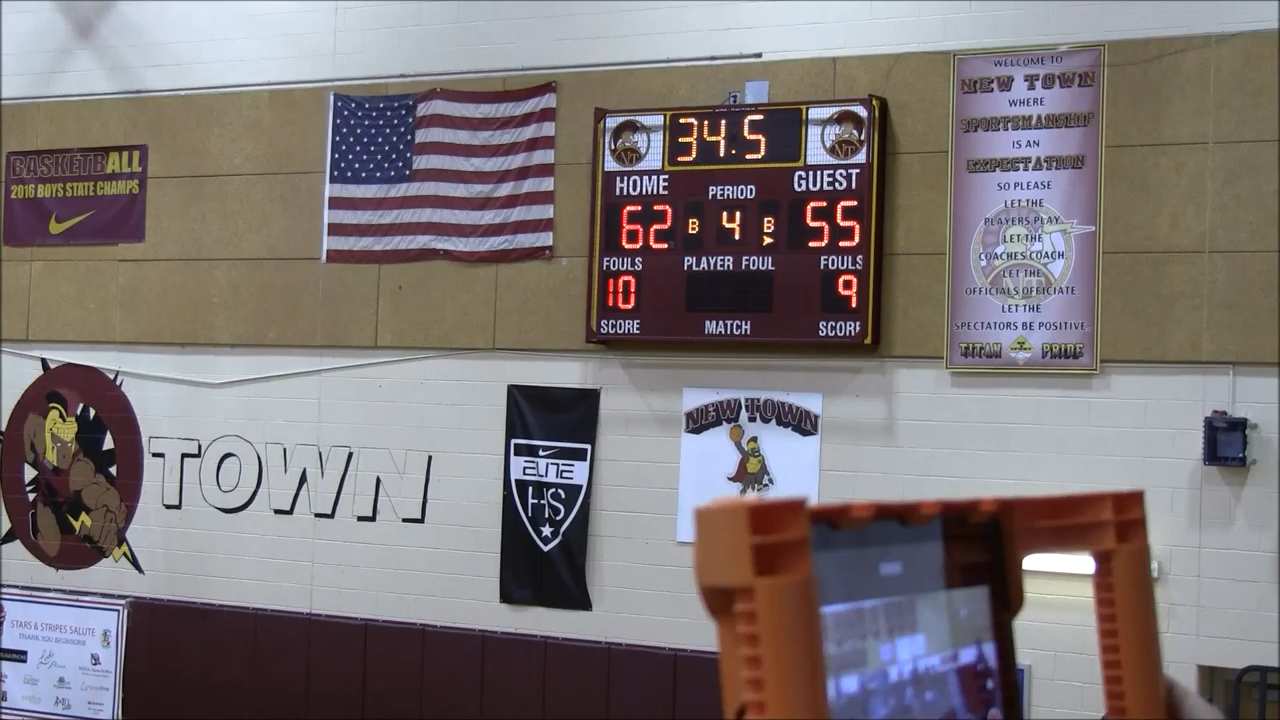 BASKETBALL
2016 BOYS STATE CHAMPS
34.5
NT
NT
HOME
PERIOD
GUEST
62
B
4
B
55
FOULS
PLAYER FOUL
FOULS
10
9
SCORE
MATCH
SCORE
WELCOME TO
NEW TOWN
WHERE
SPORTSMANSHIP
IS AN
EXPECTATION
SO PLEASE
LET THE
PLAYERS PLAY.
LET THE
COACHES COACH.
LET THE
OFFICIALS OFFICIATE.
LET THE
SPECTATORS BE POSITIVE.
TITAN PRIDE
TOWN
ELITE
HS
NEW TOWN
STARS & STRIPES SALUTE
THANK YOU SPONSORS